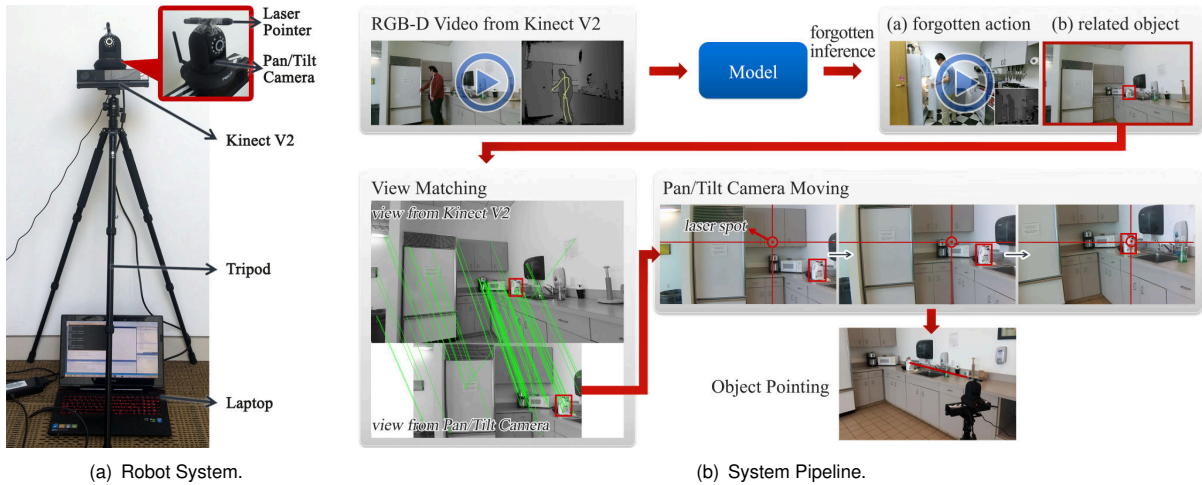 Laser
Pointer
Pan/Tilt
Camera
Kinect V2
Tripod
Laptop
(a) Robot System.
RGB-D Video from Kinect V2
Model
forgotten
inference
(a) forgotten action
(b) related object
View Matching
view from Kinect V2
view from Pan/Tilt Camera
Pan/Tilt Camera Moving
laser spot
Object Pointing
(b) System Pipeline.